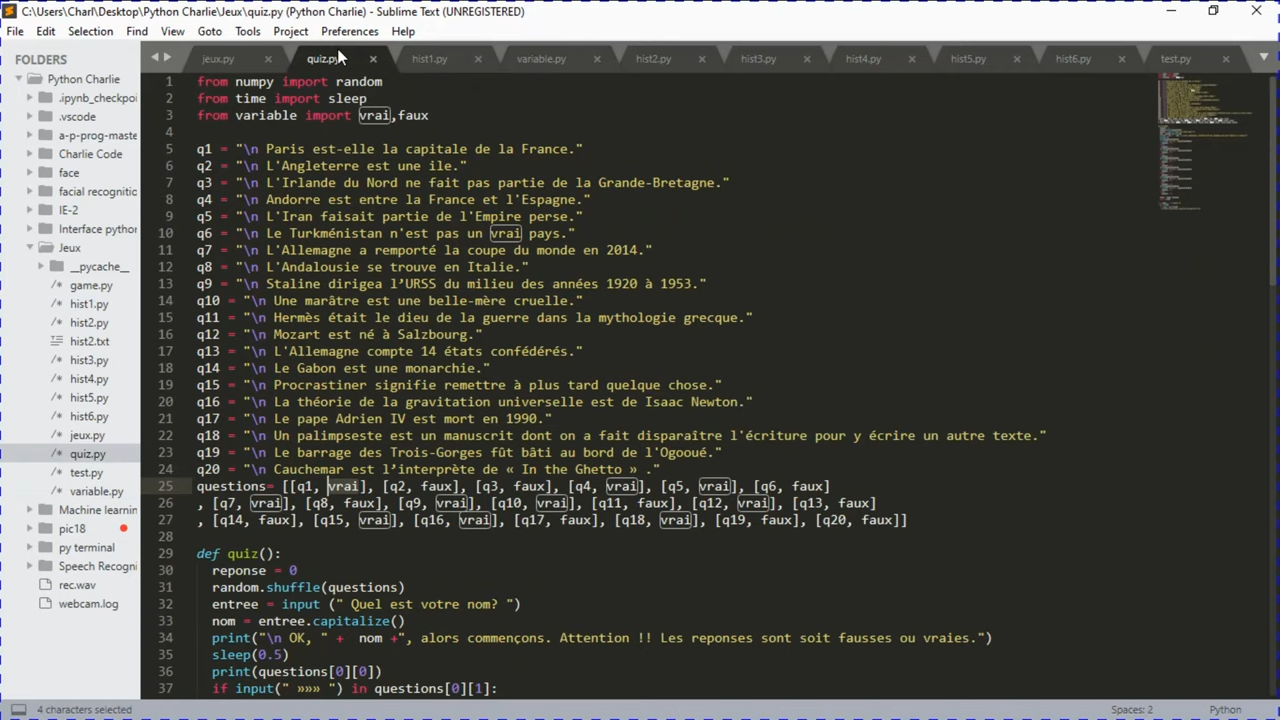 C:\Users\Charl\Desktop\Python Charlie\Jeux\quiz.py (Python Charlie) - Sublime Text (UNREGISTERED)
File Edit Selection Find View Goto Tools Project Preferences Help
FOLDERS
Python Charlie
.ipynb_checkpoi
.vscode
a-p-prog-maste
Charlie Code
face
facial recognitio
IE-2
Interface python
Jeux
__pycache__
game.py
hist1.py
hist2.py
hist2.txt
hist3.py
hist4.py
hist5.py
hist6.py
jeux.py
quiz.py
test.py
variable.py
Machine learnin
pic18
py terminal
Speech Recogni
rec.wav
webcam.log
jeux.py quiz.py hist1.py variable.py hist2.py hist3.py hist4.py hist5.py hist6.py test.py
1 from numpy import random
2 from time import sleep
3 from variable import vrai,faux
4
5 q1 = "\n Paris est-elle la capitale de la France."
6 q2 = "\n L'Angleterre est une ile."
7 q3 = "\n L'Irlande du Nord ne fait pas partie de la Grande-Bretagne."
8 q4 = "\n Andorre est entre la France et l'Espagne."
9 q5 = "\n L'Iran faisait partie de l'Empire perse."
10 q6 = "\n Le Turkménistan n'est pas un vrai pays."
11 q7 = "\n L'Allemagne a remporté la coupe du monde en 2014."
12 q8 = "\n L'Andalousie se trouve en Italie."
13 q9 = "\n Staline dirigea l’URSS du milieu des années 1920 à 1953."
14 q10 = "\n Une marâtre est une belle-mère cruelle."
15 q11 = "\n Hermès était le dieu de la guerre dans la mythologie grecque."
16 q12 = "\n Mozart est né à Salzbourg."
17 q13 = "\n L'Allemagne compte 14 états confédérés."
18 q14 = "\n Le Gabon est une monarchie."
19 q15 = "\n Procrastiner signifie remettre à plus tard quelque chose."
20 q16 = "\n La théorie de la gravitation universelle est de Isaac Newton."
21 q17 = "\n Le pape Adrien IV est mort en 1990."
22 q18 = "\n Un palimpseste est un manuscrit dont on a fait disparaître l'écriture pour y écrire un autre texte."
23 q19 = "\n Le barrage des Trois-Gorges fût bâti au bord de l'Ogooué."
24 q20 = "\n Cauchemar est l’interprète de « In the Ghetto » ."
25 questions= [[q1, vrai], [q2, faux], [q3, faux], [q4, vrai], [q5, vrai], [q6, faux]
26 , [q7, vrai], [q8, faux], [q9, vrai], [q10, vrai], [q11, faux], [q12, vrai], [q13, faux]
27 , [q14, faux], [q15, vrai], [q16, vrai], [q17, faux], [q18, vrai], [q19, faux], [q20, faux]]
28
29 def quiz():
30 reponse = 0
31 random.shuffle(questions)
32 entree = input (" Quel est votre nom? ")
33 nom = entree.capitalize()
34 print("\n OK, " + nom +", alors commençons. Attention !! Les reponses sont soit fausses ou vraies.")
35 sleep(0.5)
36 print(questions[0][0])
37 if input(" »»» ") in questions[0][1]:
4 characters selected
Spaces: 2
Python